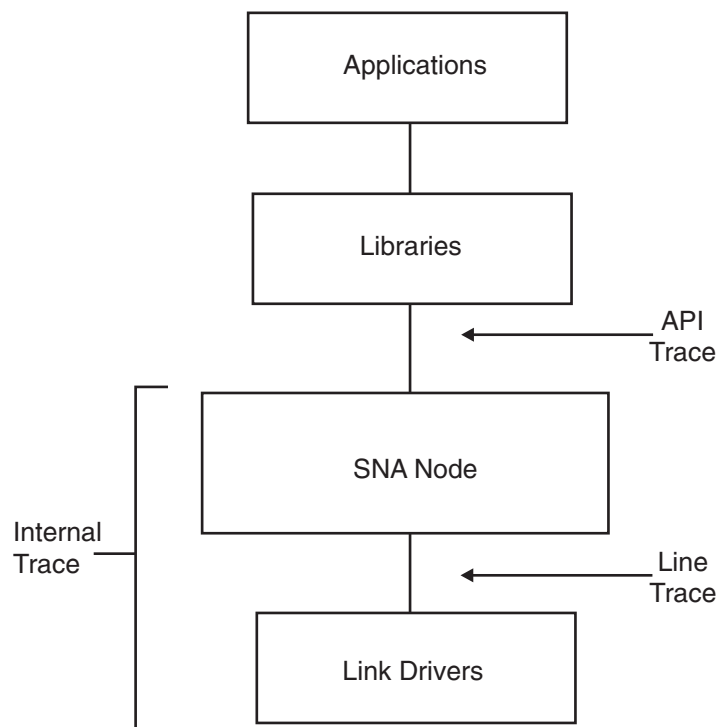 Applications
Libraries
API
Trace
SNA Node
Internal
Trace
Line
Trace
Link Drivers